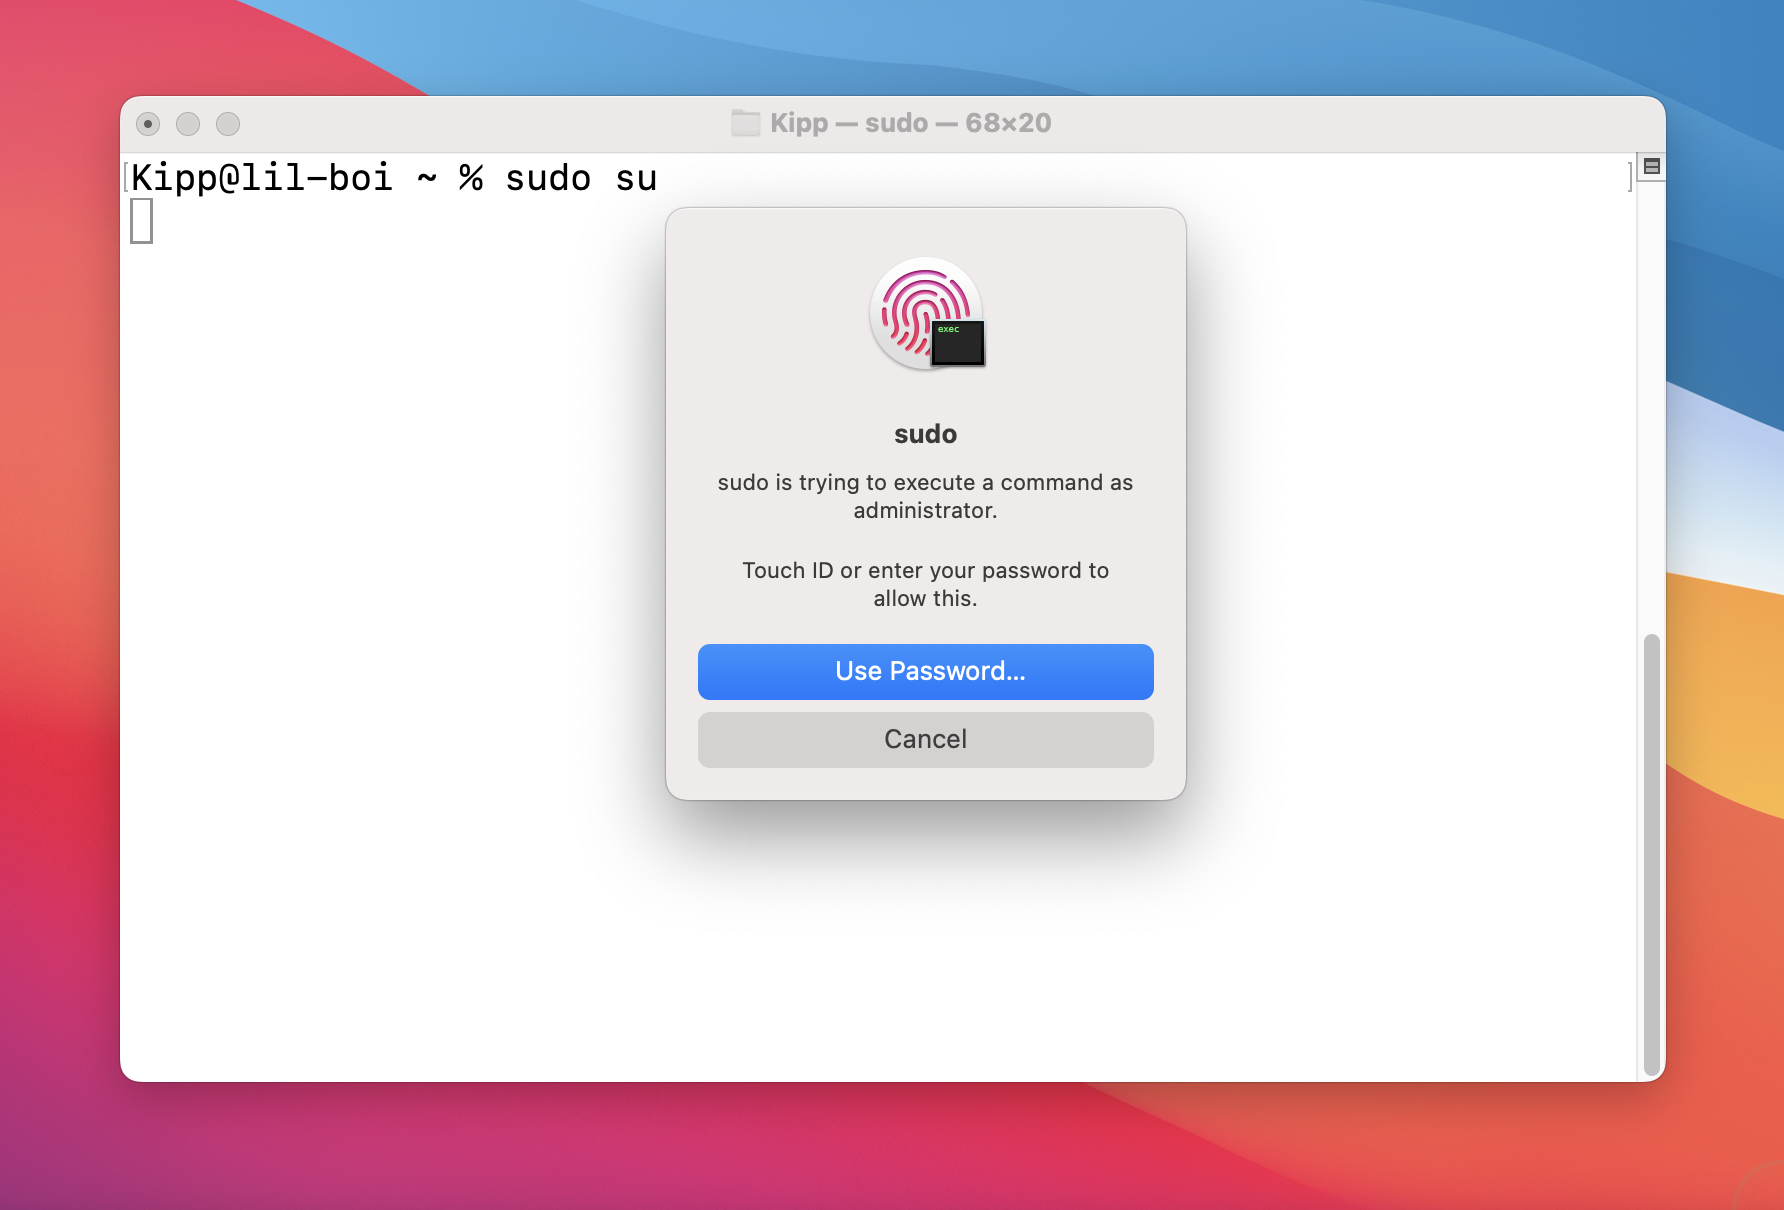 Kipp — sudo — 68×20
Kipp@lil-boi ~ % sudo su
exec
sudo
sudo is trying to execute a command as
administrator.
Touch ID or enter your password to
allow this.
Use Password...
Cancel